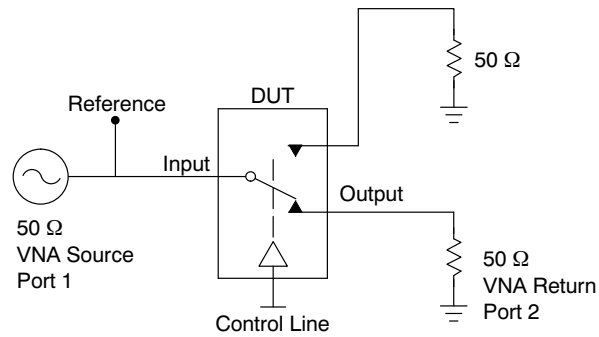 50 Ω
Reference
DUT
Input
Output
50 Ω
VNA Source
Port 1
50 Ω
VNA Return
Port 2
Control Line